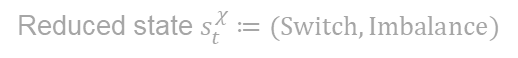 Reduced state $s_t^{\chi} := (\text{Switch}, \text{Imbalance})$